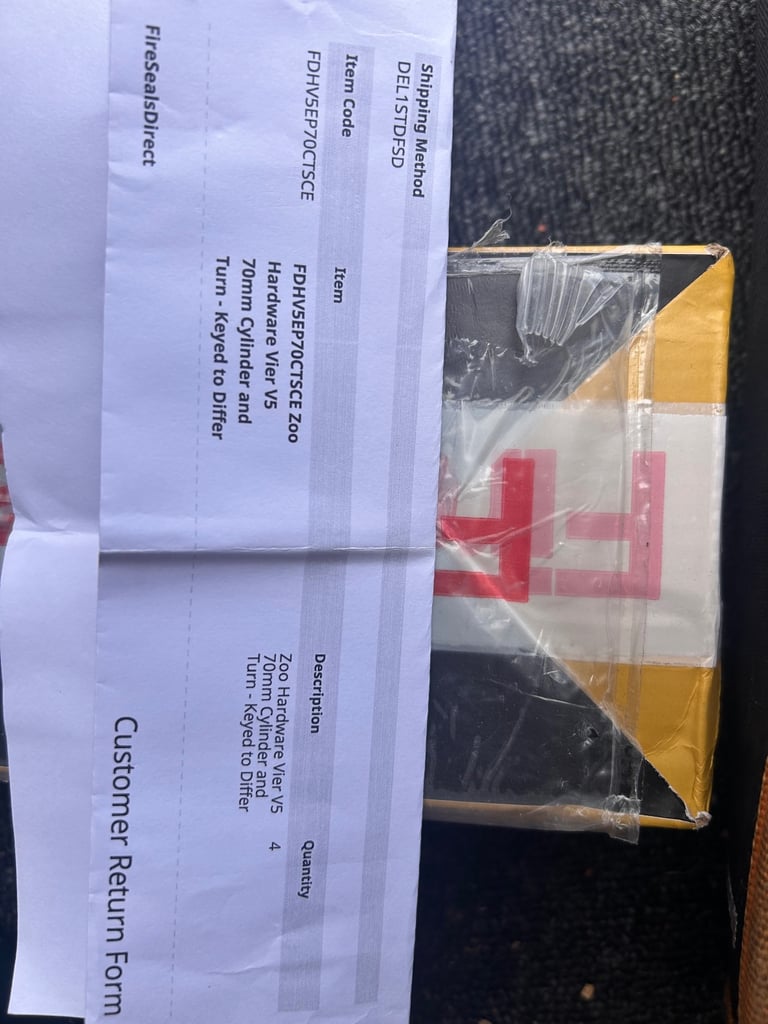 Shipping Method
DEL1STDFSD
Item Code
Item
Description
Quantity
FDHV5EP70CTSCE
FDHV5EP70CTSCE Zoo
Hardware Vier V5
70mm Cylinder and
Turn - Keyed to Differ
Zoo Hardware Vier V5
70mm Cylinder and
Turn - Keyed to Differ
4
FireSealsDirect
Customer Return Form